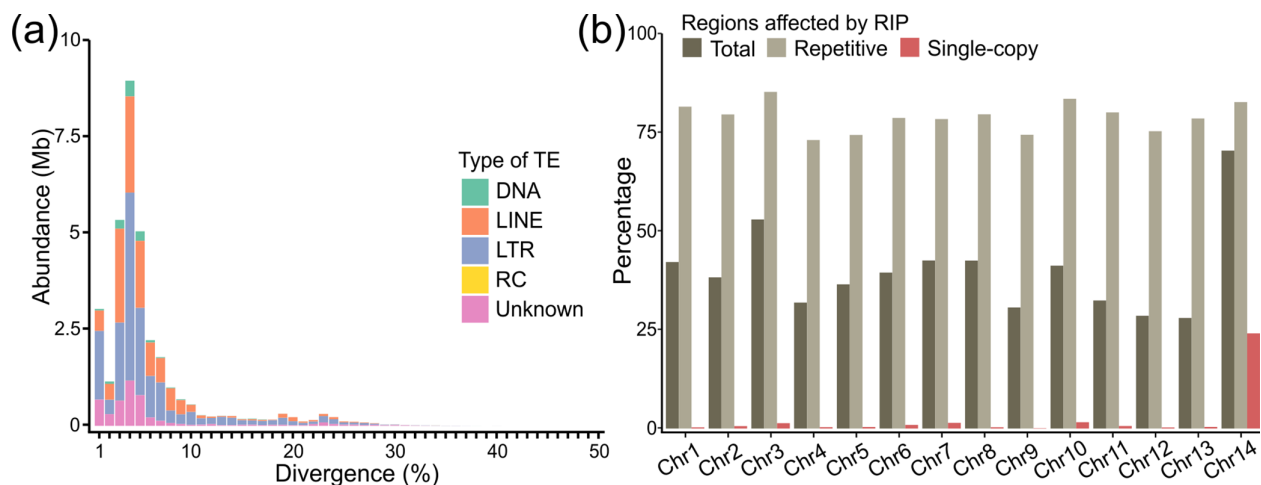 (a)
10
7.5
5
2.5
0
Abundance (Mb)
Type of TE
DNA
LINE
LTR
RC
Unknown
1 10 20 30 40 50
Divergence (%)
(b)
Regions affected by RIP
Total Repetitive Single-copy
100
75
50
25
0
Percentage
Chr1 Chr2 Chr3 Chr4 Chr5 Chr6 Chr7 Chr8 Chr9 Chr10 Chr11 Chr12 Chr13 Chr14